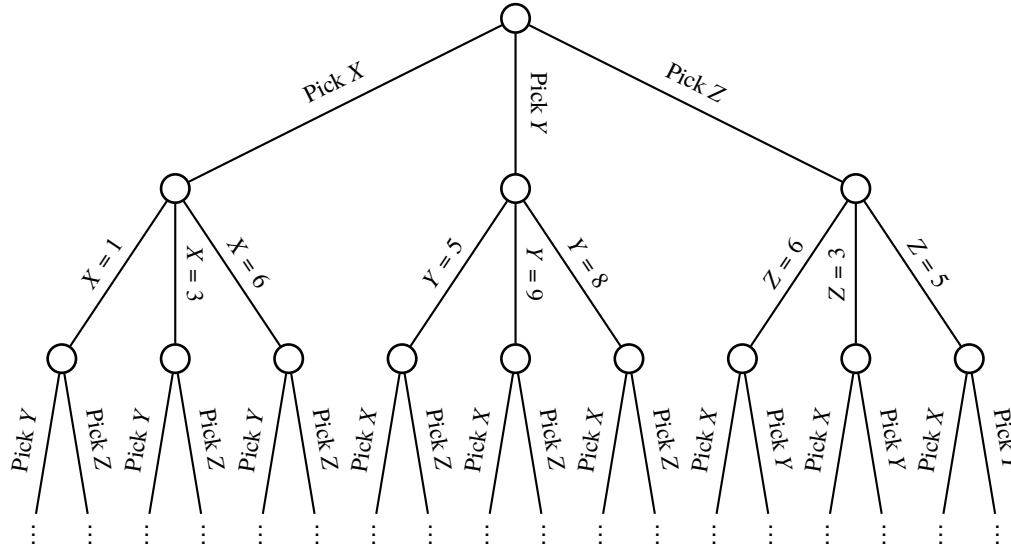 Pick X
Pick Y
Pick Z
X = 1
X = 3
X = 6
Y = 5
Y = 9
Y = 8
Z = 6
Z = 3
Z = 5
Pick Y
Pick Z
Pick Y
Pick Z
Pick Y
Pick Z
Pick X
Pick Z
Pick X
Pick Z
Pick X
Pick Z
Pick X
Pick Y
Pick X
Pick Y
Pick X
Pick Y